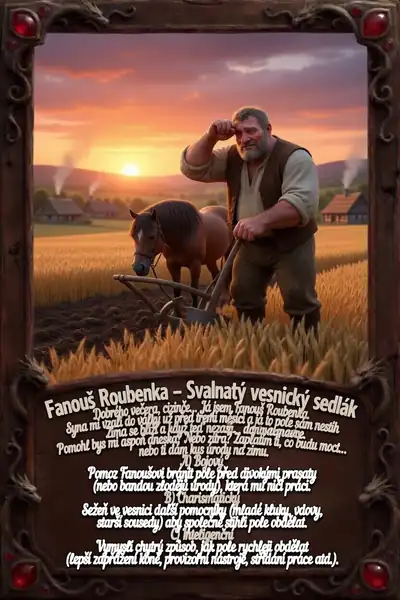 Fanouš Roubenka – Svalnatý vesnický sedlák
Dobrého večera, cizinče... Já jsem Fanouš Roubenka.
Syna mi vzali do války už před třemi měsíci a já to pole sám nestíh
Zima se blíží a když teď nezasej...
Pomohl bys mi aspoň dneska? Nebo zítra? Zaplatím ti, co budu moct...
nebo ti dám kus úrody na zimu.
A) Bojový
Pomoz Fanoušovi bránit pole před divokými prasaty
(nebo bandou zlodějů úrody), která mu ničí práci.
B) Charismatický
Sežeň ve vesnici další pomocníky (mladé kluky, vdovy,
starší sousedy) aby společně stihli pole obdělat.
C) Inteligenční
Vymysli chytrý způsob, jak pole rychleji obdělat
(lepší zapřažení koně, provizorní nástroje, střídání práce atd.).